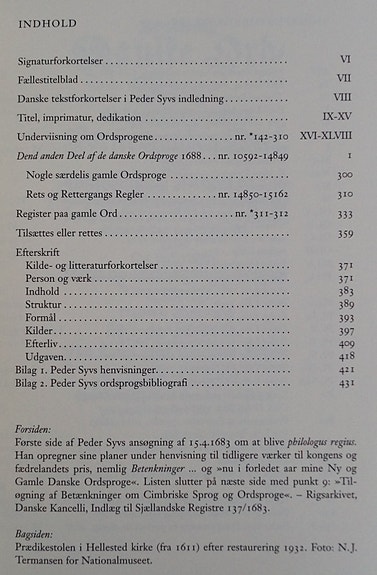 INDHOLD
Signaturforkortelser . . . . . . . . . . . . . . . . . . . . . . . . . . . . . . VI
Fællestitelblad . . . . . . . . . . . . . . . . . . . . . . . . . . . . . . VII
Danske tekstforkortelser i Peder Syvs indledning . . . . . . . . . . . . VIII
Titel, imprimatur, dedikation . . . . . . . . . . . . . . . . . . . . . . IX-XV
Underviisning om Ordsprogene . . . . . . . . . . nr. *142-310 XVI-XLVIII
Dend anden Deel af de danske Ordsproge 1688 . . . nr. 10592-14849 1
Nogle særdelis gamle Ordsproge . . . . . . . . . . . . . . . . . . 300
Rets og Rettergangs Regler . . . . . . . . . . nr. 14850-15162 310
Register paa gamle Ord . . . . . . . . . . . . . . . . nr. *311-312 333
Tilsættes eller rettes . . . . . . . . . . . . . . . . . . . . . . . . . . . 359
Efterskrift
Kilde- og litteraturforkortelser . . . . . . . . . . . . . . . . . . . 371
Person og værk . . . . . . . . . . . . . . . . . . . . . . . . . . . . 371
Indhold . . . . . . . . . . . . . . . . . . . . . . . . . . . . . . . . 383
Struktur . . . . . . . . . . . . . . . . . . . . . . . . . . . . . . . . 389
Formål . . . . . . . . . . . . . . . . . . . . . . . . . . . . . . . . . 393
Kilder . . . . . . . . . . . . . . . . . . . . . . . . . . . . . . . . . 397
Efterliv . . . . . . . . . . . . . . . . . . . . . . . . . . . . . . . . . 409
Udgaven . . . . . . . . . . . . . . . . . . . . . . . . . . . . . . . . 418
Bilag 1. Peder Syvs henvisninger . . . . . . . . . . . . . . . . . . . . 421
Bilag 2. Peder Syvs ordsprogsbibliografi . . . . . . . . . . . . . . . 431
Forsiden:
Første side af Peder Syvs ansøgning af 15.4.1683 om at blive philologus regius.
Han opregner sine planer under henvisning til tidligere værker til kongens og
fædrelandets pris, nemlig Betenkninger ... og »nu i forledet aar mine Ny og
Gamle Danske Ordsproge«. Listen slutter på næste side med punkt 9: »Til-
øgning af Betænkninger om Cimbriske Sprog og Ordsproge«. – Rigsarkivet,
Danske Kancelli, Indlæg til Sjællandske Registre 137/1683.
Bagsiden:
Prædikestolen i Hellested kirke (fra 1611) efter restaurering 1932. Foto: N.J.
Termansen for Nationalmuseet.